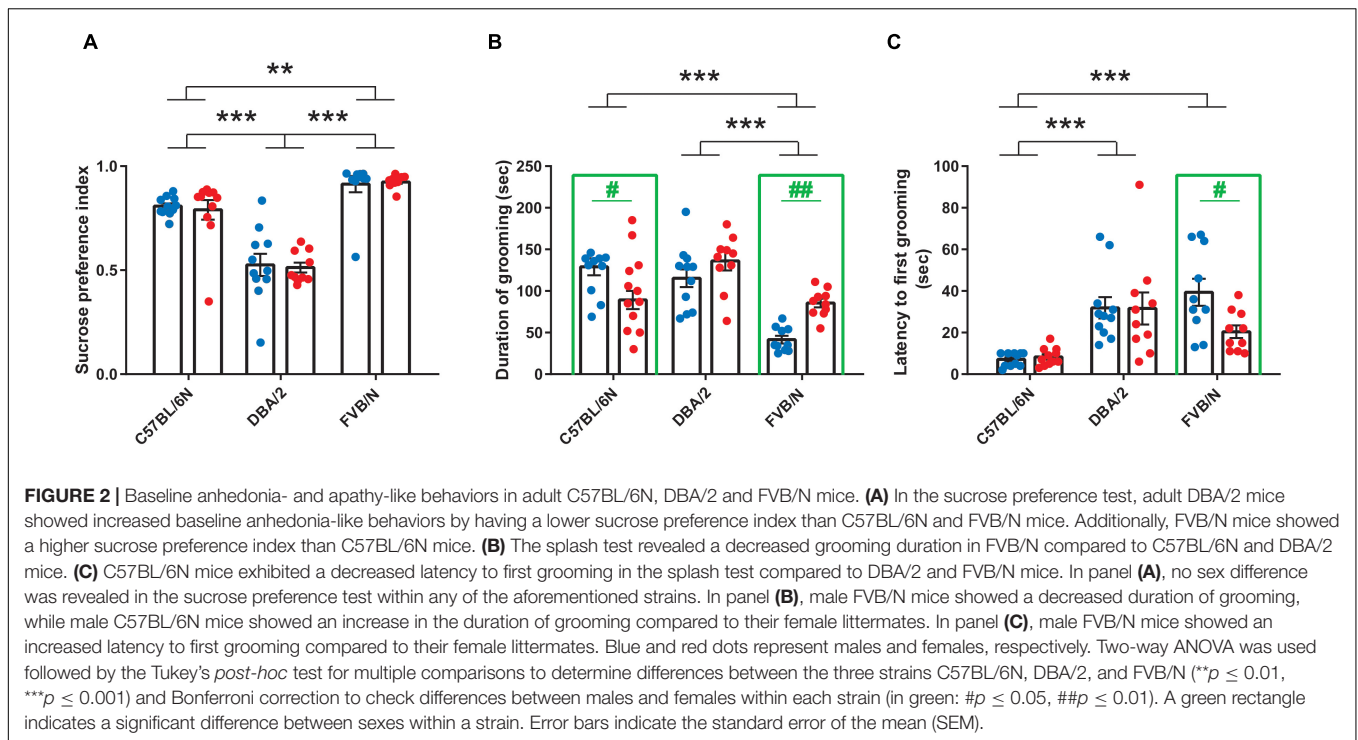 A
B
C
**
***
***
***
***
***
***
Sucrose preference index
1.0
0.5
0.0
C57BL/6N
DBA/2
FVB/N
Duration of grooming (sec)
250
200
150
100
50
0
#
##
C57BL/6N
DBA/2
FVB/N
Latency to first grooming
(sec)
100
80
60
40
20
0
#
C57BL/6N
DBA/2
FVB/N
FIGURE 2 | Baseline anhedonia- and apathy-like behaviors in adult C57BL/6N, DBA/2 and FVB/N mice. (A) In the sucrose preference test, adult DBA/2 mice
showed increased baseline anhedonia-like behaviors by having a lower sucrose preference index than C57BL/6N and FVB/N mice. Additionally, FVB/N mice showed
a higher sucrose preference index than C57BL/6N mice. (B) The splash test revealed a decreased grooming duration in FVB/N compared to C57BL/6N and DBA/2
mice. (C) C57BL/6N mice exhibited a decreased latency to first grooming in the splash test compared to DBA/2 and FVB/N mice. In panel (A), no sex difference
was revealed in the sucrose preference test within any of the aforementioned strains. In panel (B), male FVB/N mice showed a decreased duration of grooming,
while male C57BL/6N mice showed an increase in the duration of grooming compared to their female littermates. In panel (C), male FVB/N mice showed an
increased latency to first grooming compared to their female littermates. Blue and red dots represent males and females, respectively. Two-way ANOVA was used
followed by the Tukey's post-hoc test for multiple comparisons to determine differences between the three strains C57BL/6N, DBA/2, and FVB/N (**p ≤ 0.01,
***p ≤ 0.001) and Bonferroni correction to check differences between males and females within each strain (in green: #p ≤ 0.05, ##p ≤ 0.01). A green rectangle
indicates a significant difference between sexes within a strain. Error bars indicate the standard error of the mean (SEM).